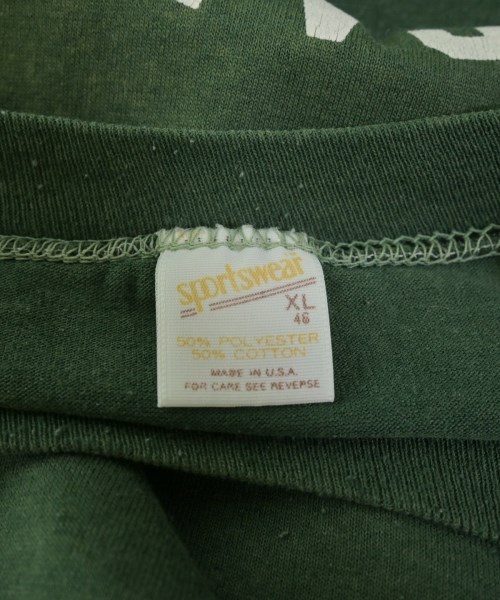 sportswear
XL
46
50% POLYESTER
50% COTTON
MADE IN U.S.A.
FOR CARE SEE REVERSE